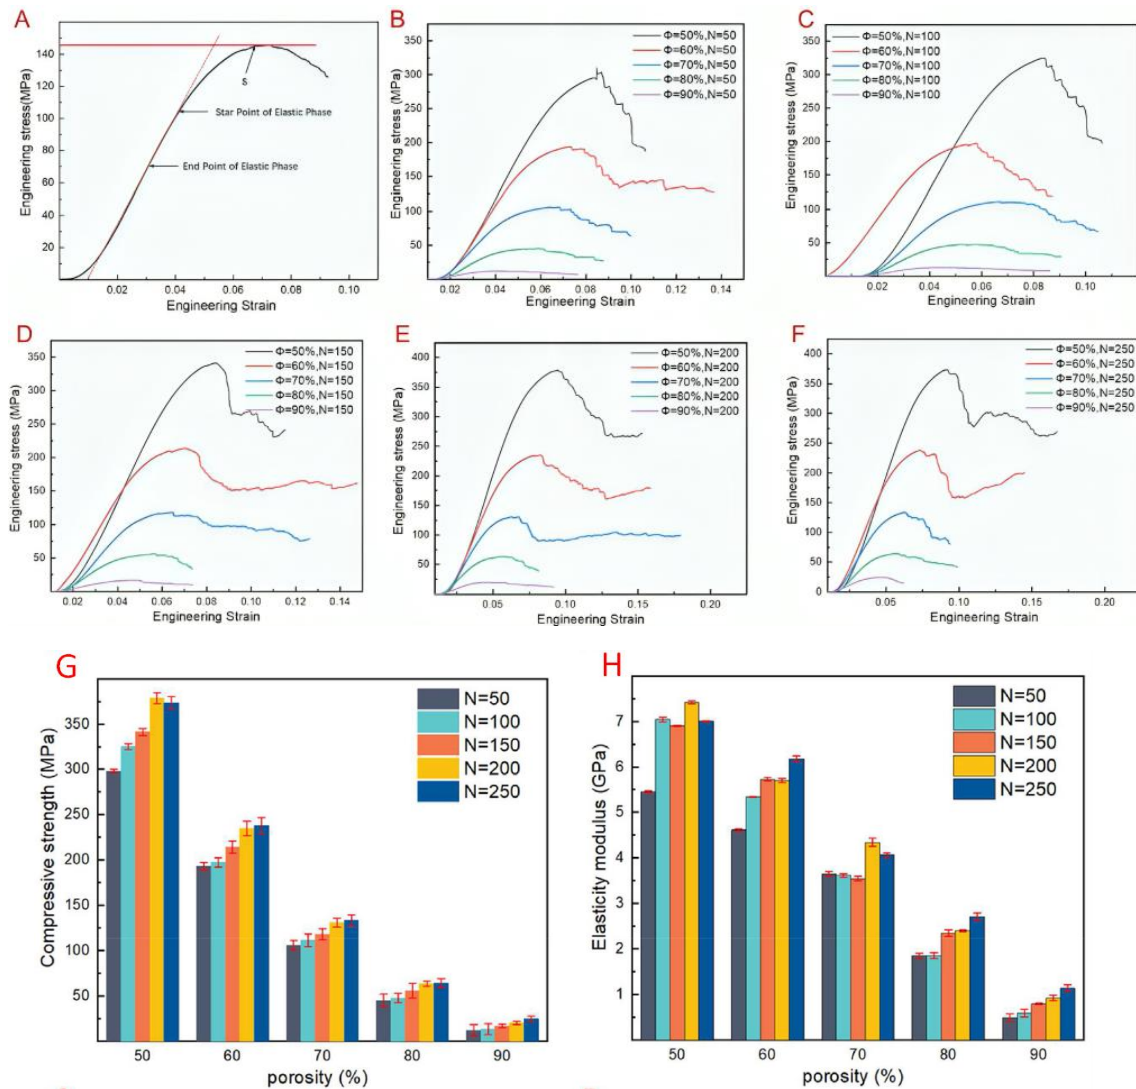 A
Engineering stress(MPa)
140
120
100
80
60
40
20
S
Star Point of Elastic Phase
End Point of Elastic Phase
0.02
0.04
0.06
0.08
0.10
Engineering Strain
B
Engineering stress (MPa)
350
300
250
200
150
100
50
Φ=50%,N=50
Φ=60%,N=50
Φ=70%,N=50
Φ=80%,N=50
Φ=90%,N=50
0.02
0.04
0.06
0.08
0.10
0.12
0.14
Engineering Strain
C
Engineering stress (MPa)
350
300
250
200
150
100
50
Φ=50%,N=100
Φ=60%,N=100
Φ=70%,N=100
Φ=80%,N=100
Φ=90%,N=100
0.02
0.04
0.06
0.08
0.10
Engineering Strain
D
Engineering stress (MPa)
350
300
250
200
150
100
50
Φ=50%,N=150
Φ=60%,N=150
Φ=70%,N=150
Φ=80%,N=150
Φ=90%,N=150
0.02
0.04
0.06
0.08
0.10
0.12
0.14
Engineering Strain
E
Engineering stress (MPa)
400
350
300
250
200
150
100
50
0
Φ=50%,N=200
Φ=60%,N=200
Φ=70%,N=200
Φ=80%,N=200
Φ=90%,N=200
0.05
0.10
0.15
0.20
Engineering Strain
F
Engineering stress (MPa)
400
350
300
250
200
150
100
50
0
Φ=50%,N=250
Φ=60%,N=250
Φ=70%,N=250
Φ=80%,N=250
Φ=90%,N=250
0.05
0.10
0.15
0.20
Engineering Strain
G
Compressive strength (MPa)
350
300
250
200
150
100
50
N=50
N=100
N=150
N=200
N=250
50
60
70
80
90
porosity (%)
H
Elasticity modulus (GPa)
7
6
5
4
3
2
1
N=50
N=100
N=150
N=200
N=250
50
60
70
80
90
porosity (%)